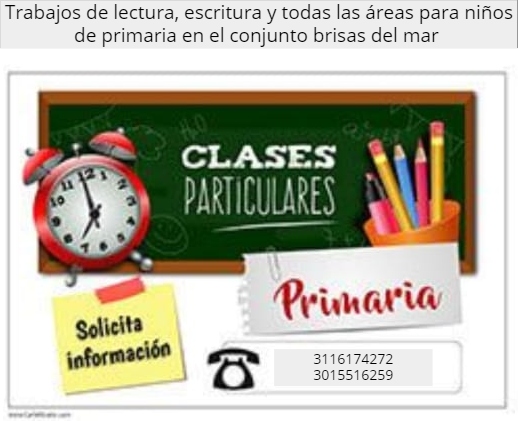 Trabajos de lectura, escritura y todas las áreas para niños
de primaria en el conjunto brisas del mar
CLASES
PARTICULARES
Primaria
Solicita
información
3116174272
3015516259